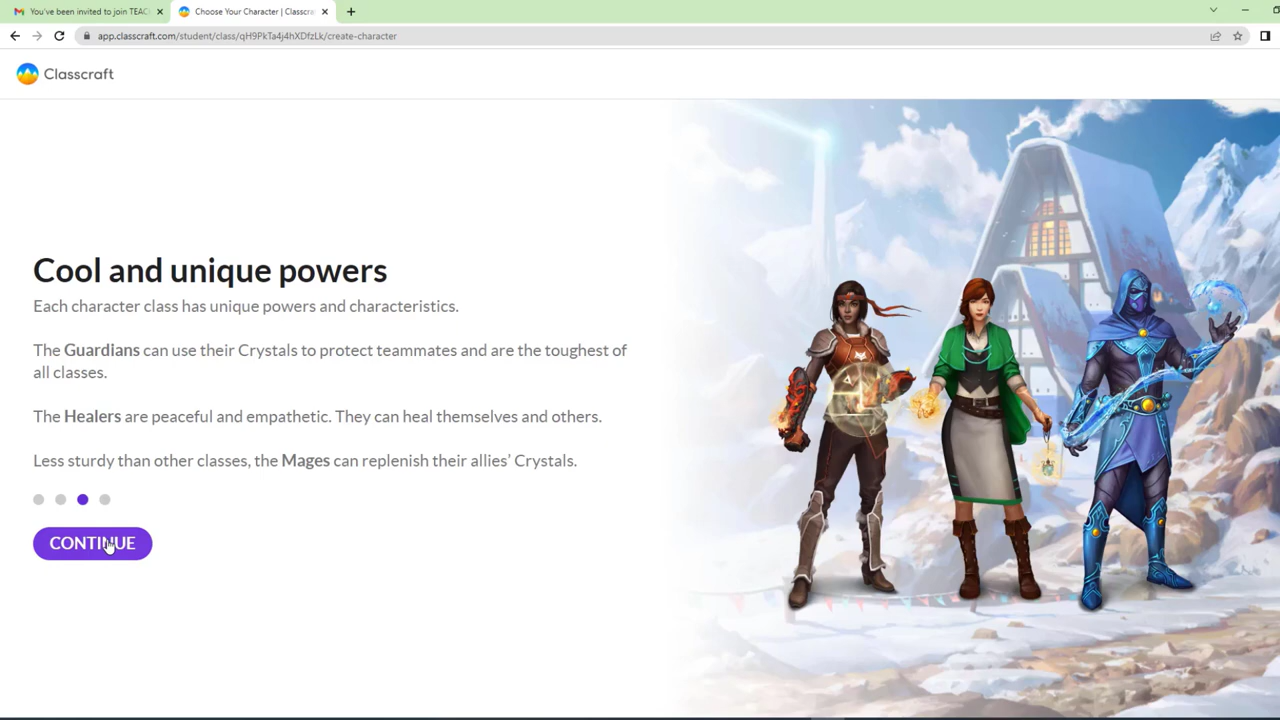 You've been invited to join TEAC
Choose Your Character | Classcra
app.classcraft.com/student/class/qH9PkTa4j4hXDfzLk/create-character
Classcraft
Cool and unique powers
Each character class has unique powers and characteristics.
The Guardians can use their Crystals to protect teammates and are the toughest of
all classes.
The Healers are peaceful and empathetic. They can heal themselves and others.
Less sturdy than other classes, the Mages can replenish their allies’ Crystals.
CONTINUE